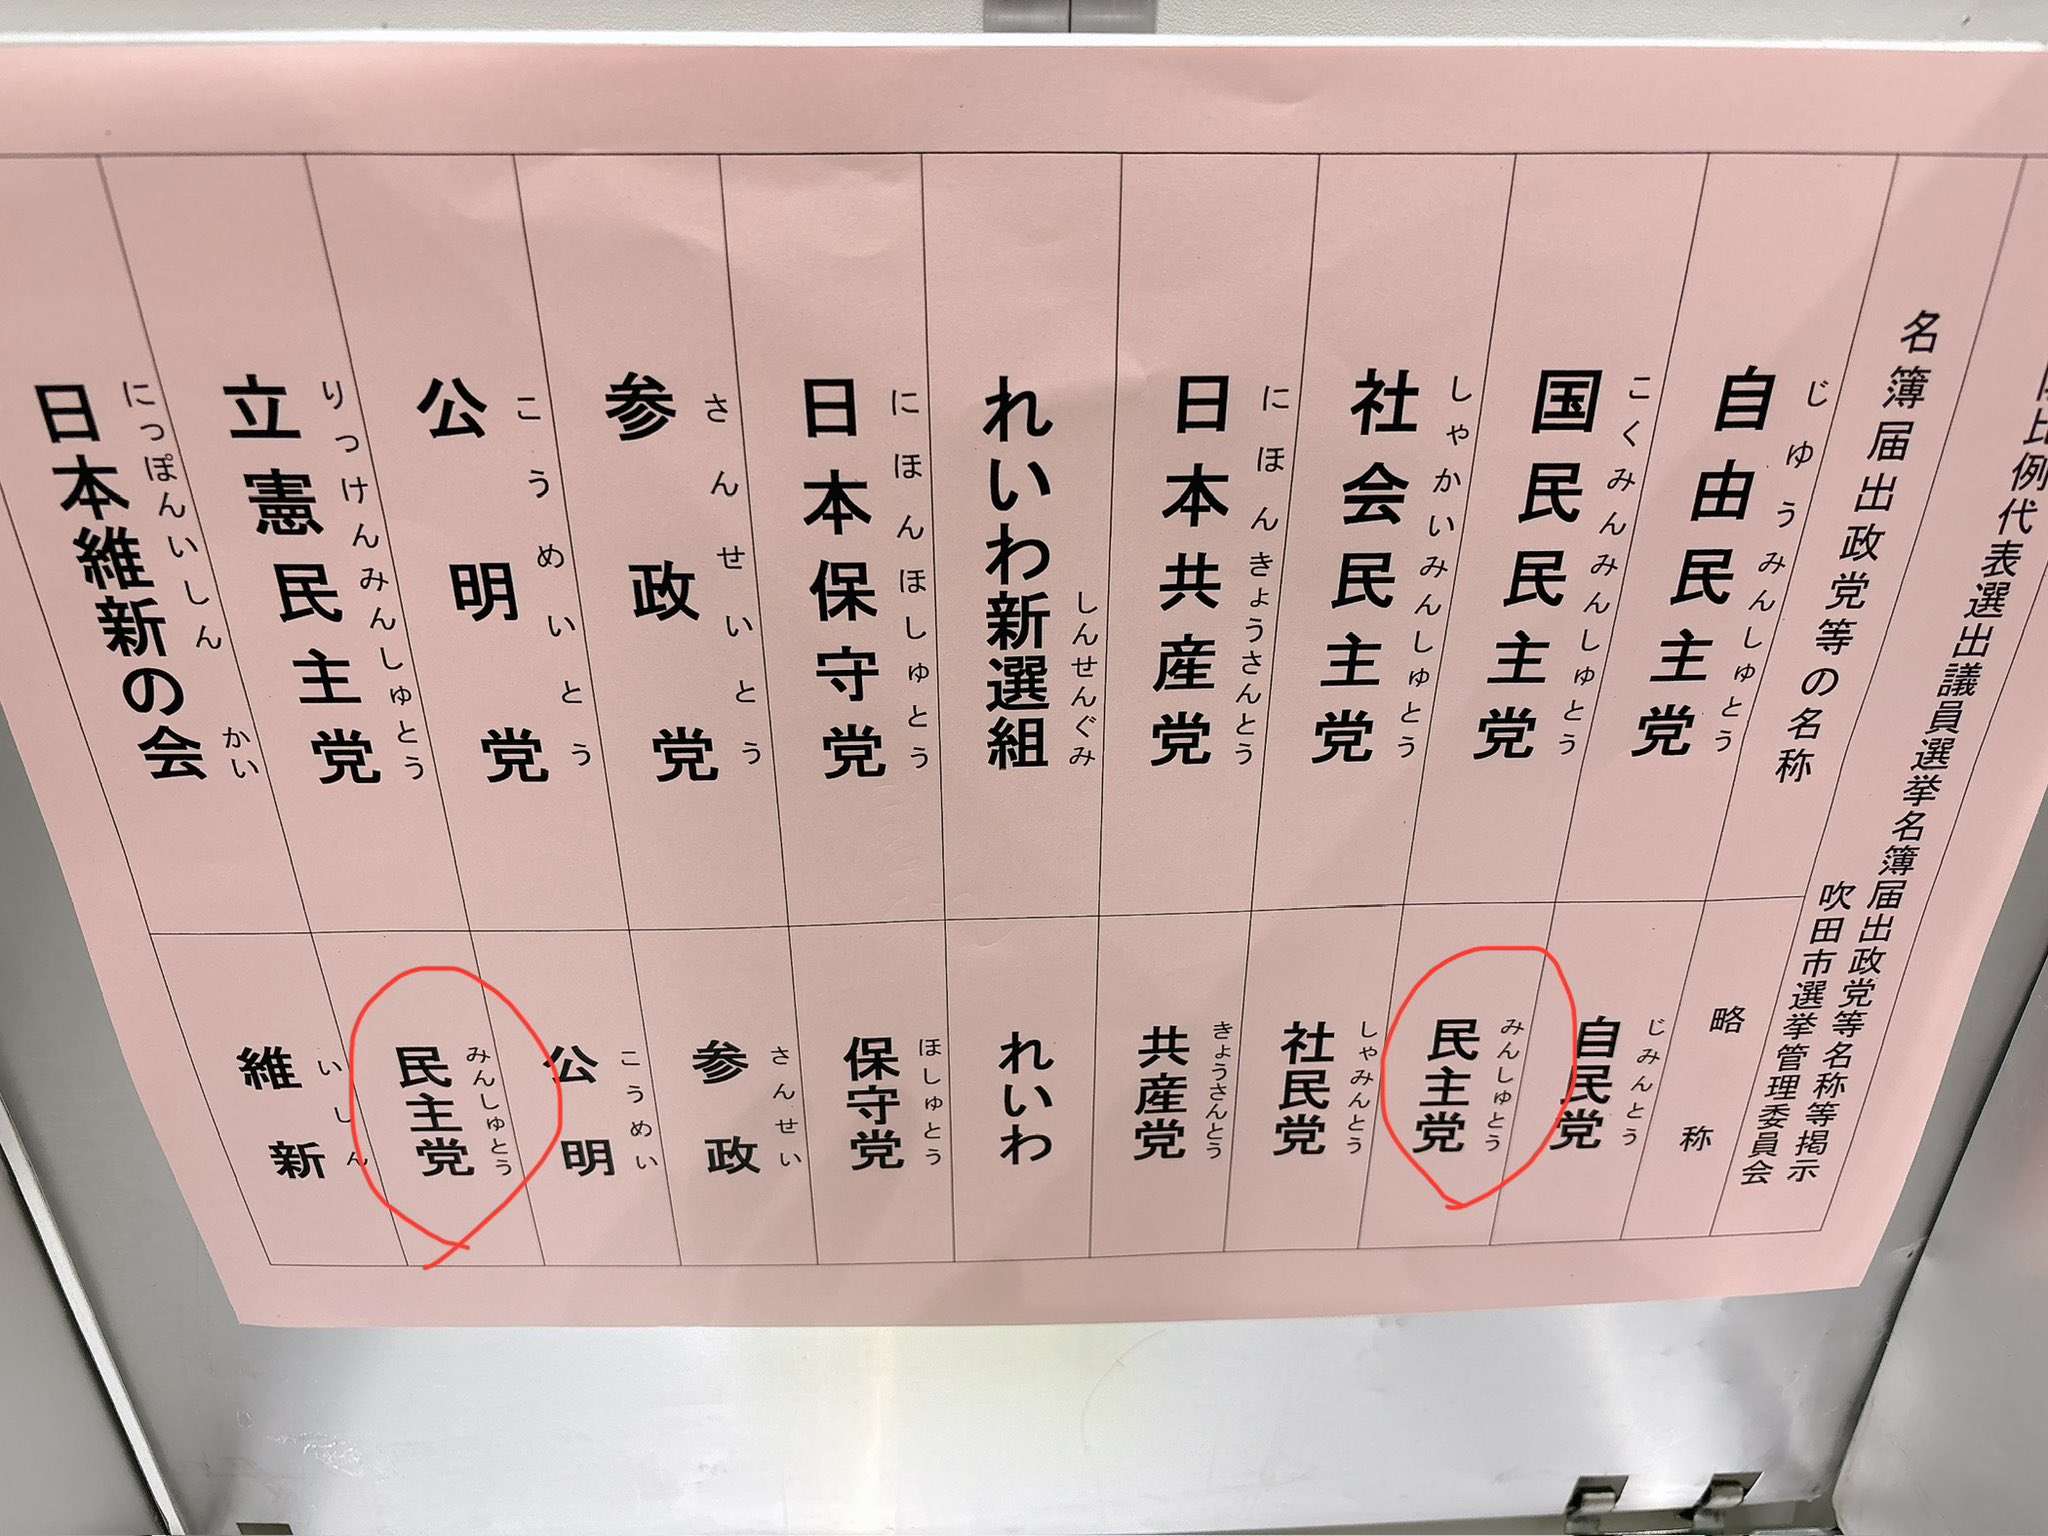 比例代表選出議員選挙名簿届出政党等名称等掲示
吹田市選挙管理委員会
名簿届出政党等の名称
略称
じゆうみんしゅとう
自由民主党
じみんとう
自民党
こくみんみんしゅとう
国民民主党
みんしゅとう
民主党
しゃかいみんしゅとう
社会民主党
しゃみんとう
社民党
にほんきょうさんとう
日本共産党
きょうさんとう
共産党
しんせんぐみ
れいわ新選組
れいわ
にほんほしゅとう
日本保守党
ほしゅとう
保守党
さんせいとう
参政党
さんせい
参政
こうめいとう
公明党
こうめい
公明
りっけんみんしゅとう
立憲民主党
みんしゅとう
民主党
にっぽんいしん かい
日本維新の会
いしん
維新